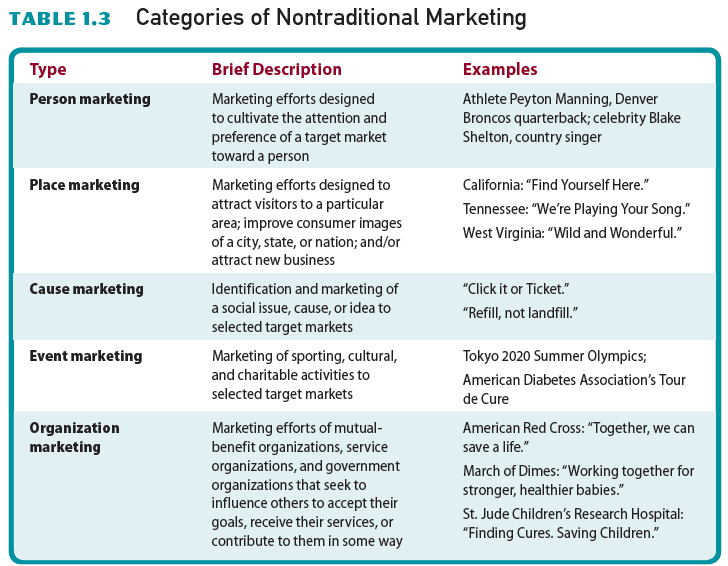 TABLE 1.3 Categories of Nontraditional Marketing
Type Brief Description Examples
Person marketing
Marketing efforts designed
to cultivate the attention and
preference of a target market
toward a person
Athlete Peyton Manning, Denver
Broncos quarterback; celebrity Blake
Shelton, country singer
Place marketing
Marketing efforts designed to
attract visitors to a particular
area; improve consumer images
of a city, state, or nation; and/or
attract new business
California: “Find Yourself Here.”
Tennessee: “We’re Playing Your Song.”
West Virginia: “Wild and Wonderful.”
Cause marketing
Identification and marketing of
a social issue, cause, or idea to
selected target markets
“Click it or Ticket.”
“Refill, not landfill.”
Event marketing
Marketing of sporting, cultural,
and charitable activities to
selected target markets
Tokyo 2020 Summer Olympics;
American Diabetes Association’s Tour
de Cure
Organization
marketing
Marketing efforts of mutual-
benefit organizations, service
organizations, and government
organizations that seek to
influence others to accept their
goals, receive their services, or
contribute to them in some way
American Red Cross: “Together, we can
save a life.”
March of Dimes: “Working together for
stronger, healthier babies.”
St. Jude Children’s Research Hospital:
“Finding Cures. Saving Children.”